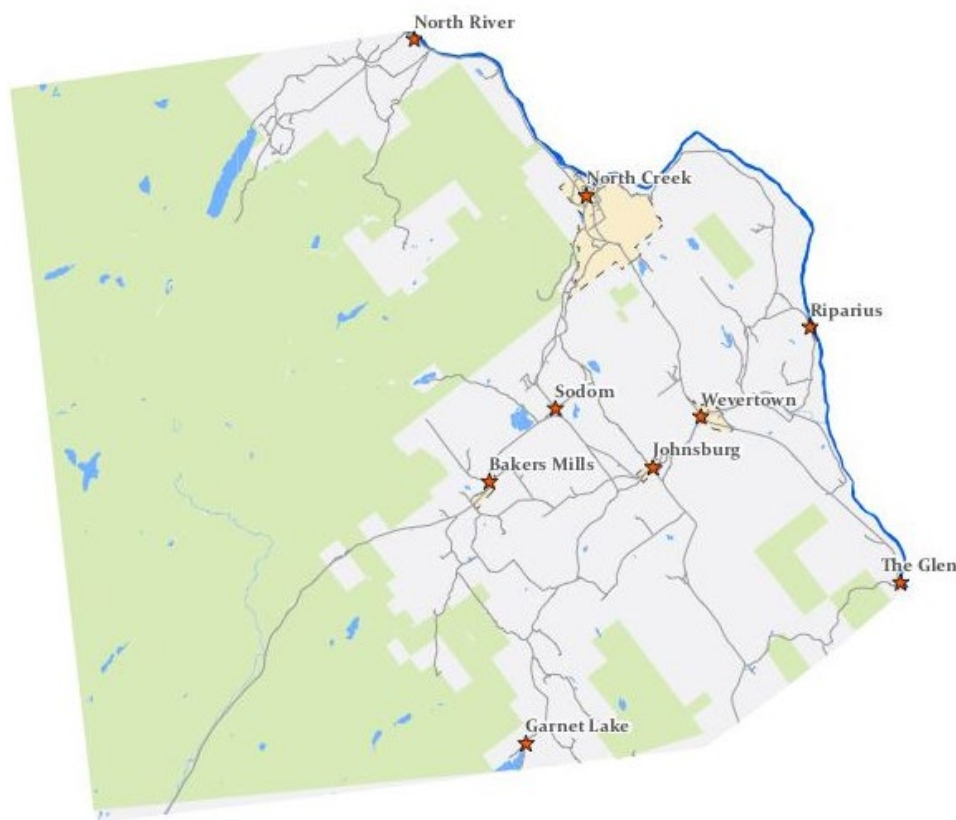 North River
North Creek
Riparius
Sodom
Wevertown
Johnsburg
Bakers Mills
The Glen
Garnet Lake